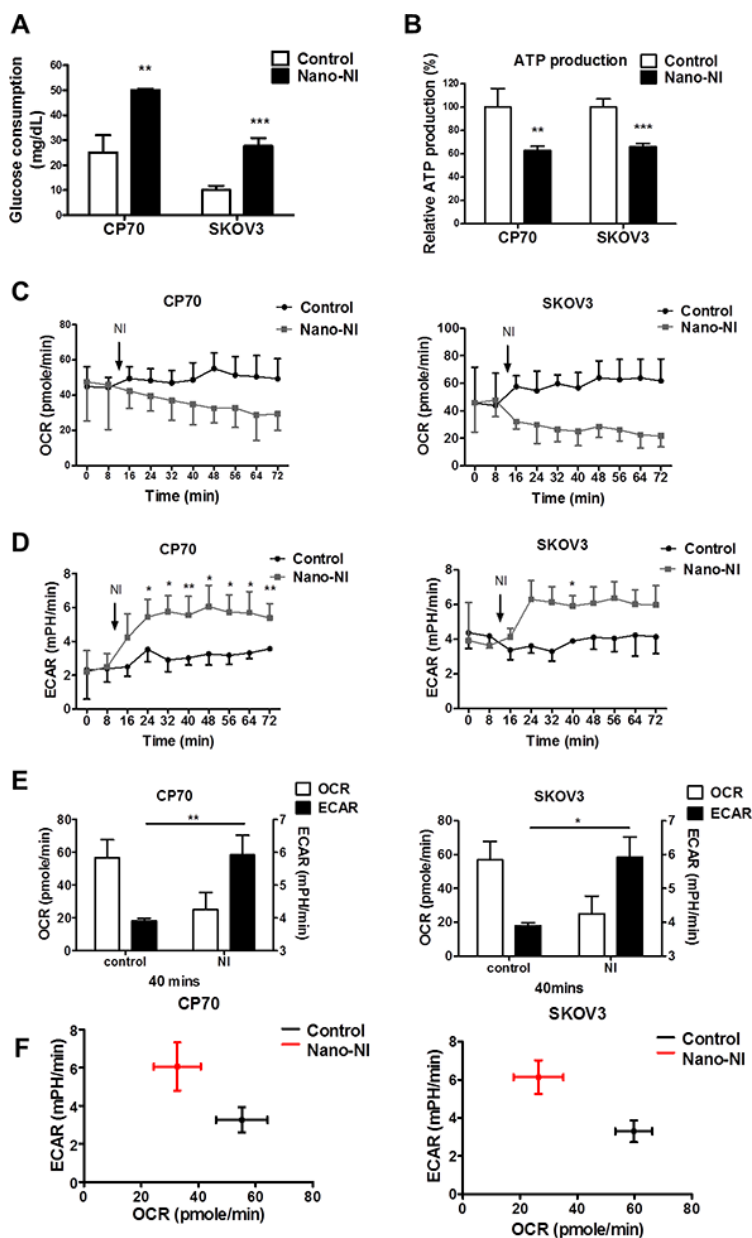 A
Control
Nano-NI
Glucose consumption
(mg/dL)
60
50
40
30
20
10
0
**
***
CP70
SKOV3
B
Control
Nano-NI
ATP production
Relative ATP production (%)
120
100
80
60
40
20
0
**
***
CP70
SKOV3
C
CP70
Control
Nano-NI
NI
OCR (pmole/min)
80
60
40
20
0
0 8 16 24 32 40 48 56 64 72
Time (min)
SKOV3
Control
Nano-NI
NI
OCR (pmole/min)
100
80
60
40
20
0
0 8 16 24 32 40 48 56 64 72
Time (min)
D
CP70
Control
Nano-NI
NI
* * ** * * * **
ECAR (mPH/min)
8
6
4
2
0
0 8 16 24 32 40 48 56 64 72
Time (min)
SKOV3
Control
Nano-NI
NI
*
ECAR (mPH/min)
8
6
4
2
0
0 8 16 24 32 40 48 56 64 72
Time (min)
E
CP70
OCR
ECAR
**
OCR (pmole/min)
80
60
40
20
0
ECAR (mPH/min)
7
6
5
4
3
control NI
40 mins
SKOV3
OCR
ECAR
*
OCR (pmole/min)
80
60
40
20
0
ECAR (mPH/min)
7
6
5
4
3
control NI
40mins
F
CP70
Control
Nano-NI
ECAR (mPH/min)
8
6
4
2
0
0 20 40 60 80
OCR (pmole/min)
SKOV3
Control
Nano-NI
ECAR (mPH/min)
8
6
4
2
0
0 20 40 60 80
OCR (pmole/min)